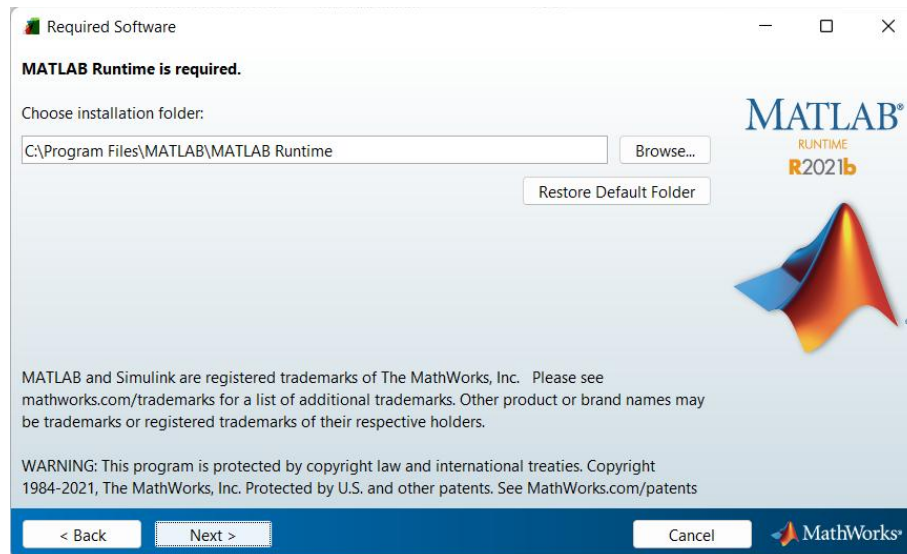 Required Software
MATLAB Runtime is required.
Choose installation folder:
C:\Program Files\MATLAB\MATLAB Runtime
Browse...
Restore Default Folder
MATLAB®
RUNTIME
R2021b
MATLAB and Simulink are registered trademarks of The MathWorks, Inc.   Please see
mathworks.com/trademarks for a list of additional trademarks. Other product or brand names may
be trademarks or registered trademarks of their respective holders.
WARNING: This program is protected by copyright law and international treaties. Copyright
1984-2021, The MathWorks, Inc. Protected by U.S. and other patents. See MathWorks.com/patents
< Back
Next >
Cancel
MathWorks®